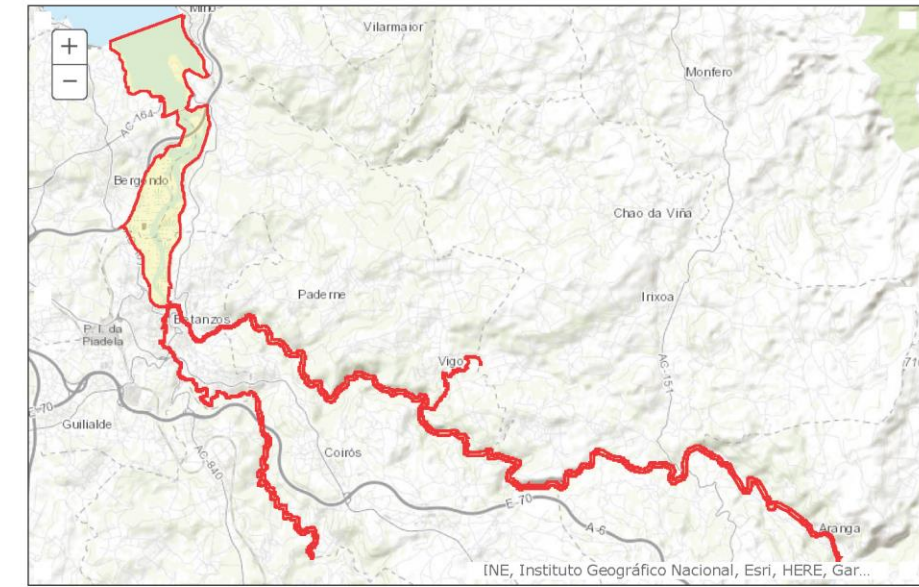 Miño
Vilarmaior
+
−
Monfero
AC-164
Bergondo
Chao da Viña
Paderne
Irixoa
Betanzos
P. I. da
Piadela
Vigo
AC-151
710
E-70
Guilialde
Coirós
AC-840
E-70
A-6
Aranga
INE, Instituto Geográfico Nacional, Esri, HERE, Gar...